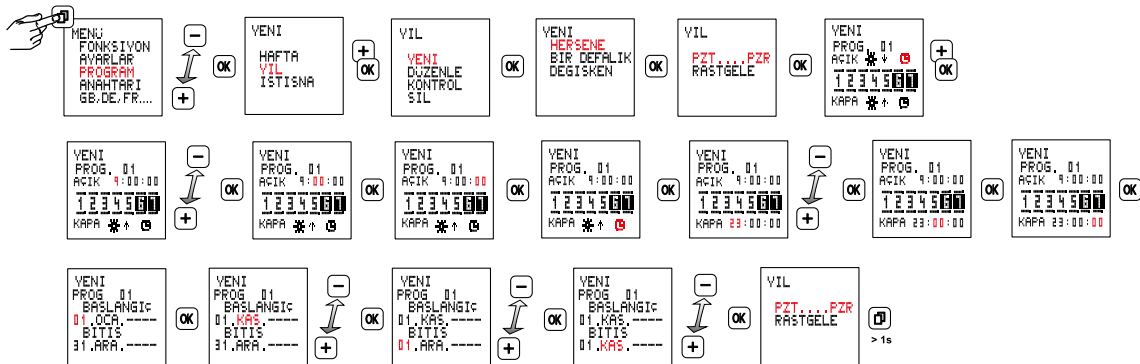 MENÜ
FONKSIYON
AYARLAR
PROGRAM
ANAHTARI
GB,DE,FR....
−
+
OK
YENI
HAFTA
YIL
ISTISNA
+
OK
YIL
YENI
DÜZENLE
KONTROL
SIL
OK
YENI
HERSENE
BIR DEFALIK
DEGISKEN
OK
YIL
PZT....PZR
RASTGELE
OK
YENI
PROG. 01
AÇIK ↓
1 2 3 4 5 6 7
KAPA ↑
+
OK
YENI
PROG. 01
AÇIK 9:00:00
1 2 3 4 5 6 7
KAPA ↑
−
+
OK
YENI
PROG. 01
AÇIK 9:00:00
1 2 3 4 5 6 7
KAPA ↑
OK
YENI
PROG. 01
AÇIK 9:00:00
1 2 3 4 5 6 7
KAPA ↑
OK
YENI
PROG. 01
AÇIK 9:00:00
1 2 3 4 5 6 7
KAPA ↑
OK
YENI
PROG. 01
AÇIK 9:00:00
1 2 3 4 5 6 7
KAPA 23:00:00
−
+
OK
YENI
PROG. 01
AÇIK 9:00:00
1 2 3 4 5 6 7
KAPA 23:00:00
OK
YENI
PROG. 01
AÇIK 9:00:00
1 2 3 4 5 6 7
KAPA 23:00:00
OK
YENI
PROG 01
BASLANGIç
01.OCA.----
BITIS
31.ARA.----
OK
YENI
PROG 01
BASLANGIç
01.KAS.----
BITIS
31.ARA.----
−
+
OK
YENI
PROG 01
BASLANGIç
01.KAS.----
BITIS
01.ARA.----
−
+
OK
YENI
PROG 01
BASLANGIç
01.KAS.----
BITIS
01.KAS.----
−
+
OK
YIL
PZT....PZR
RASTGELE
> 1s